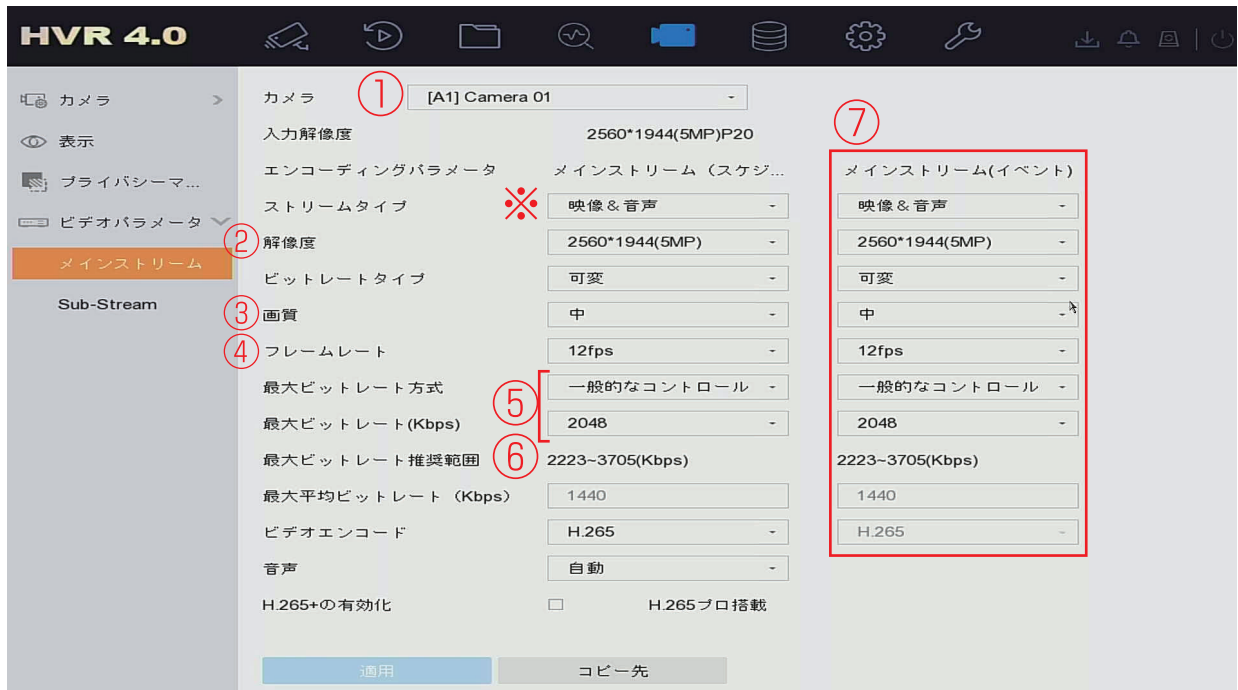 HVR 4.0
カメラ >
表示
プライバシーマ...
ビデオパラメータ
メインストリーム
Sub-Stream
カメラ ① [A1] Camera 01
入力解像度 2560*1944(5MP)P20
⑦
エンコーディングパラメータ メインストリーム（スケジ... メインストリーム(イベント)
ストリームタイプ ※ 映像&音声 映像&音声
② 解像度 2560*1944(5MP) 2560*1944(5MP)
ビットレートタイプ 可変 可変
③ 画質 中 中
④ フレームレート 12fps 12fps
最大ビットレート方式 ⑤ 一般的なコントロール 一般的なコントロール
最大ビットレート(Kbps) 2048 2048
最大ビットレート推奨範囲 ⑥ 2223~3705(Kbps) 2223~3705(Kbps)
最大平均ビットレート（Kbps） 1440 1440
ビデオエンコード H.265 H.265
音声 自動
H.265+の有効化 H.265プロ搭載
適用 コピー先